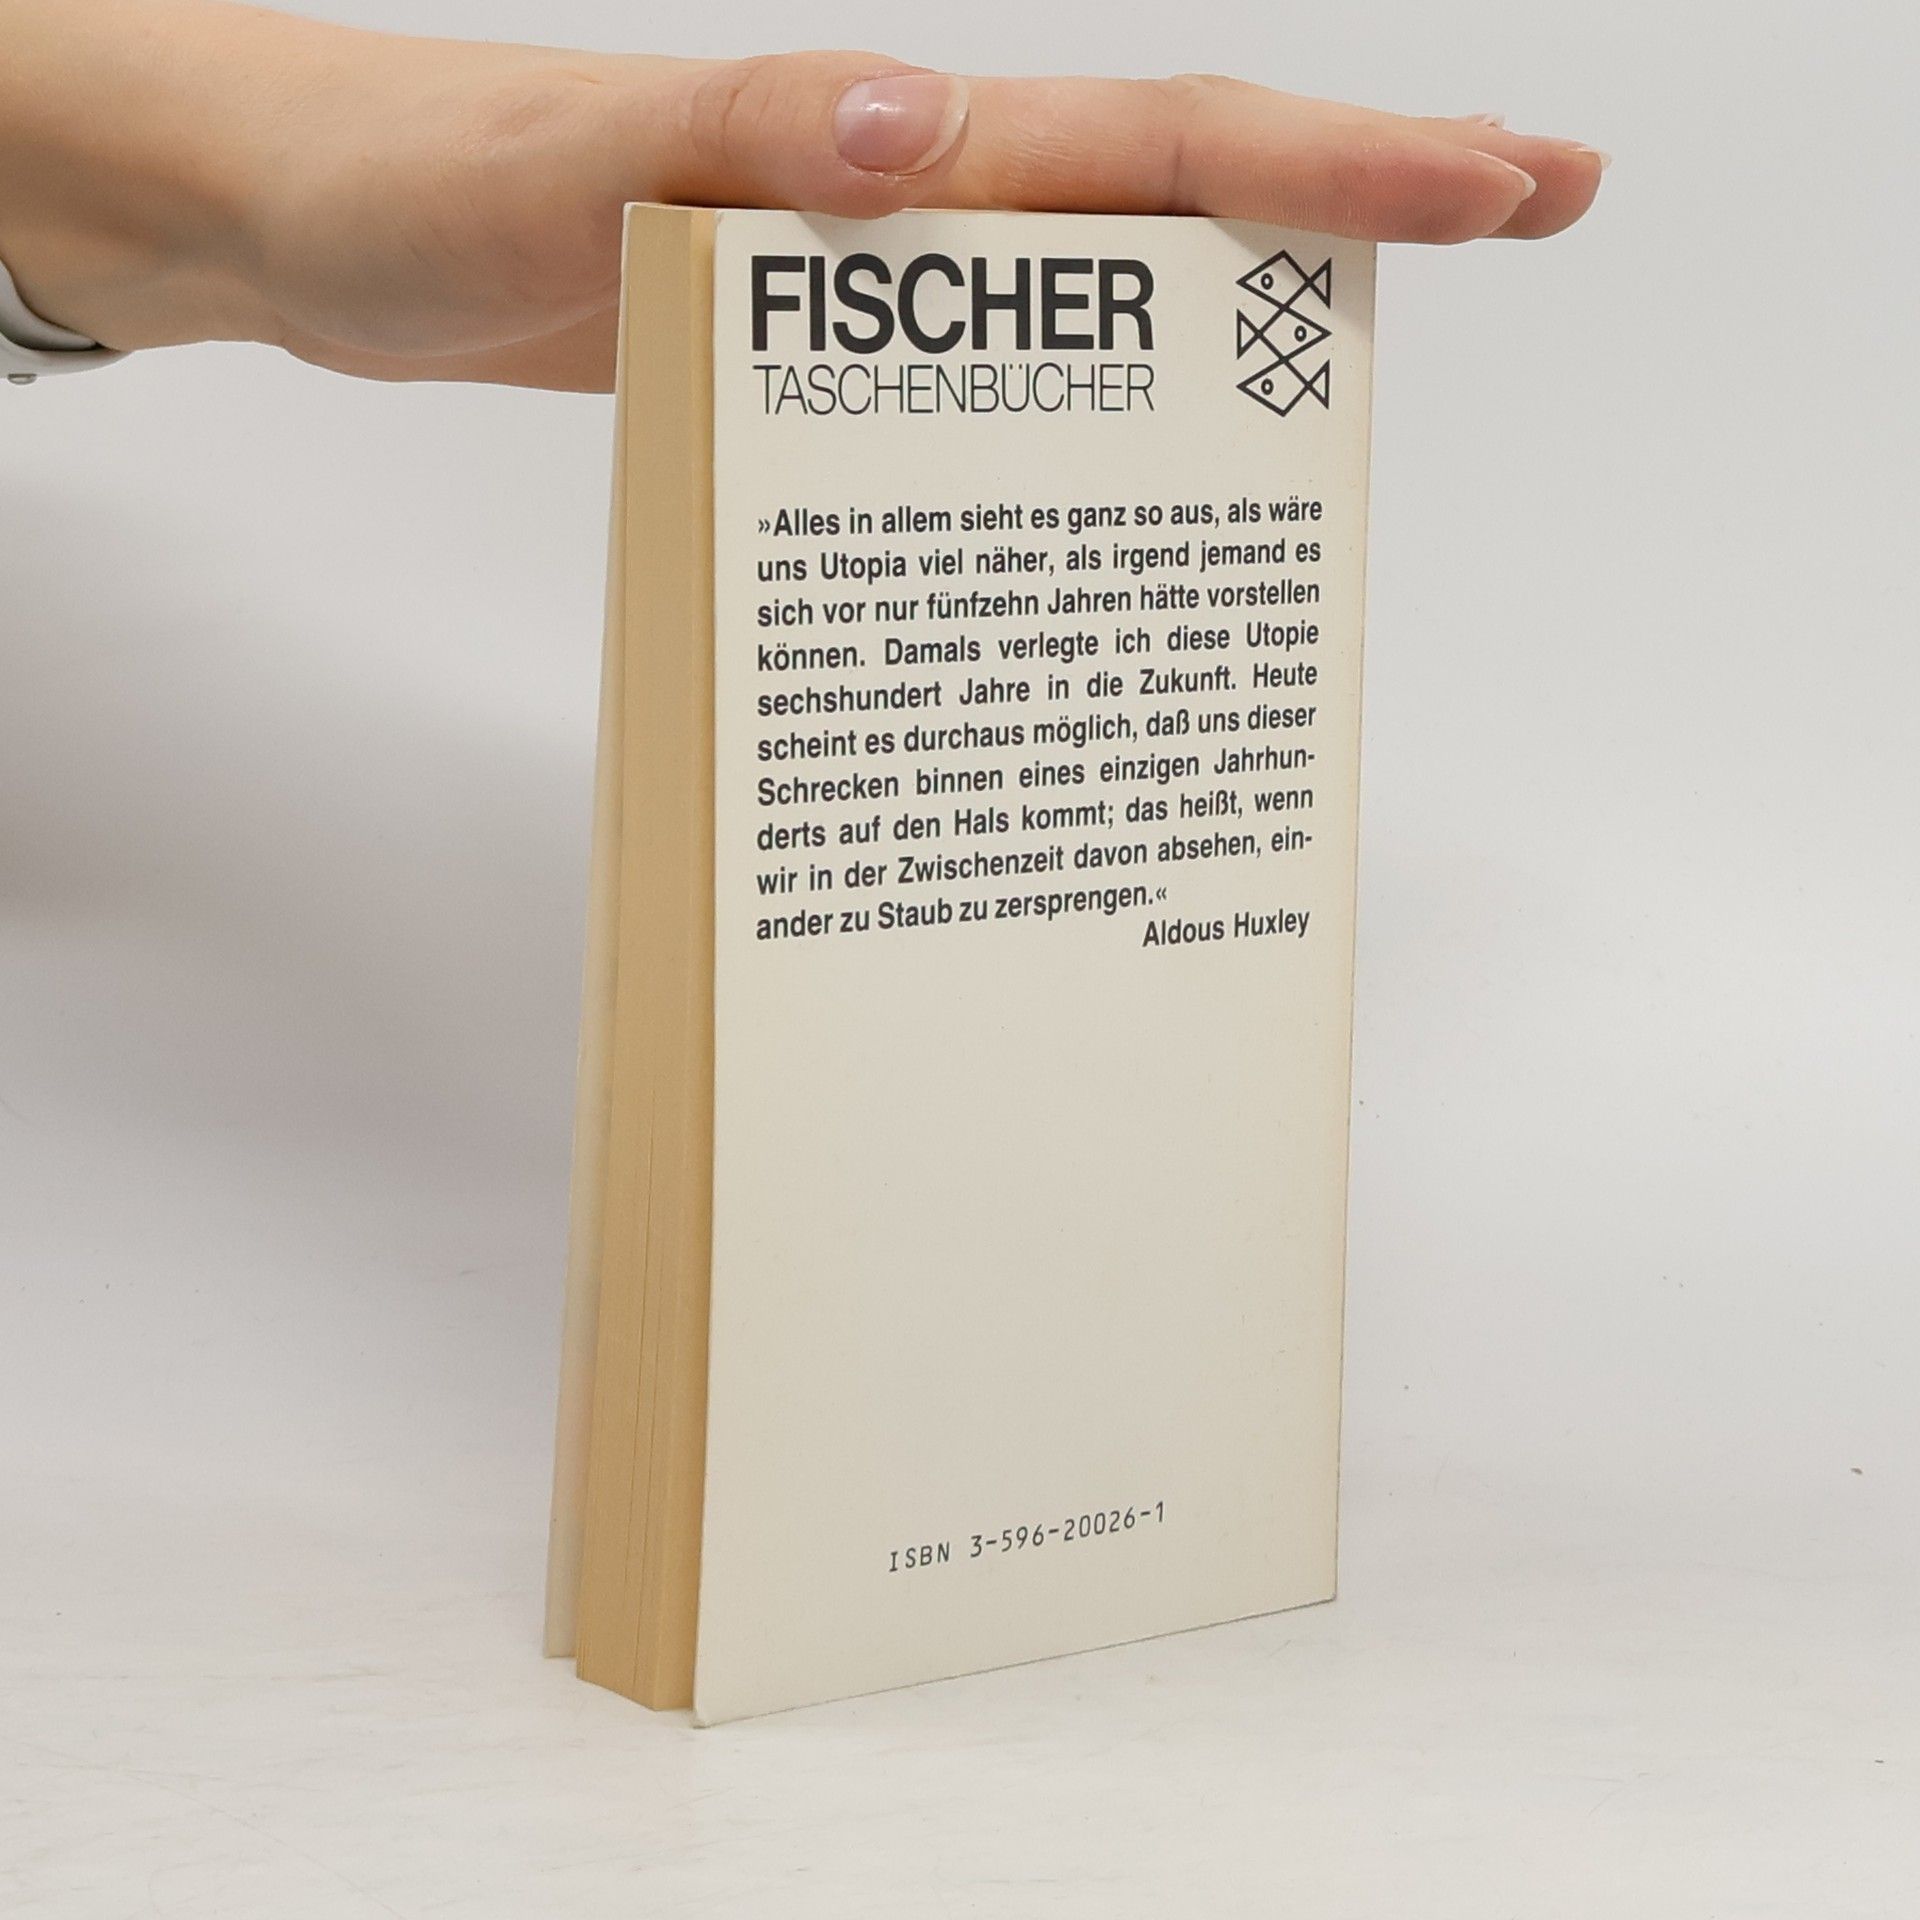 FISCHER
TASCHENBÜCHER
»Alles in allem sieht es ganz so aus, als wäre
uns Utopia viel näher, als irgend jemand es
sich vor nur fünfzehn Jahren hätte vorstellen
können. Damals verlegte ich diese Utopie
sechshundert Jahre in die Zukunft. Heute
scheint es durchaus möglich, daß uns dieser
Schrecken binnen eines einzigen Jahrhun-
derts auf den Hals kommt; das heißt, wenn
wir in der Zwischenzeit davon absehen, ein-
ander zu Staub zu zersprengen.«
Aldous Huxley
ISBN 3-596-20026-1